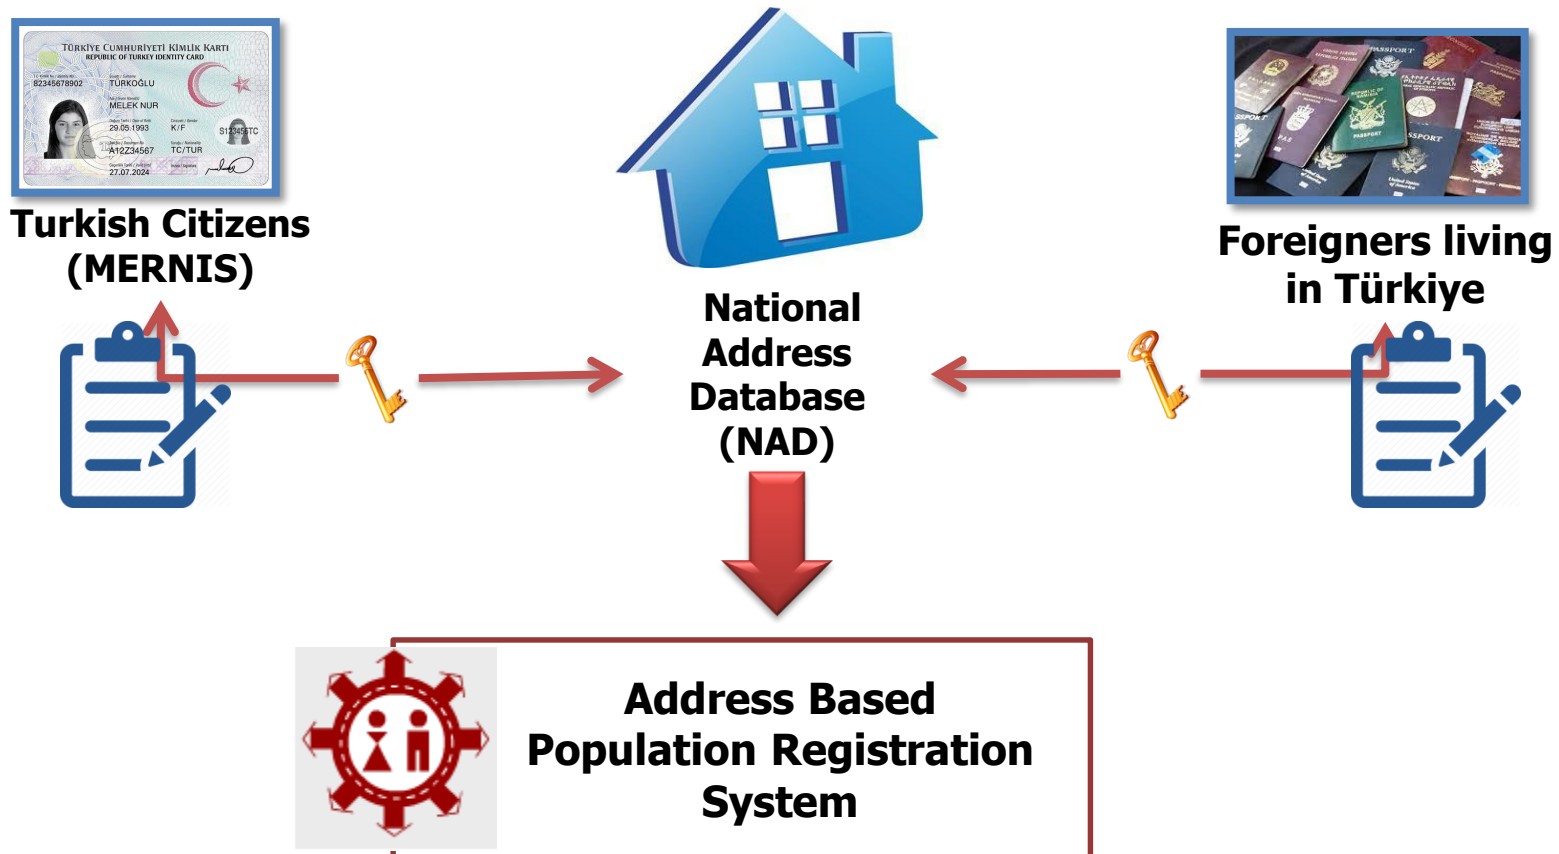 TÜRKİYE CUMHURİYETİ KİMLİK KARTI
REPUBLIC OF TURKEY IDENTITY CARD
82345678902
TÜRKOĞLU
MELEK NUR
29.05.1993
K/F
S123456TC
A12Z34567
TC/TUR
27.07.2024
Turkish Citizens
(MERNIS)
National
Address
Database
(NAD)
PASSPORT
PASSPORT
Foreigners living
in Türkiye
Address Based
Population Registration
System